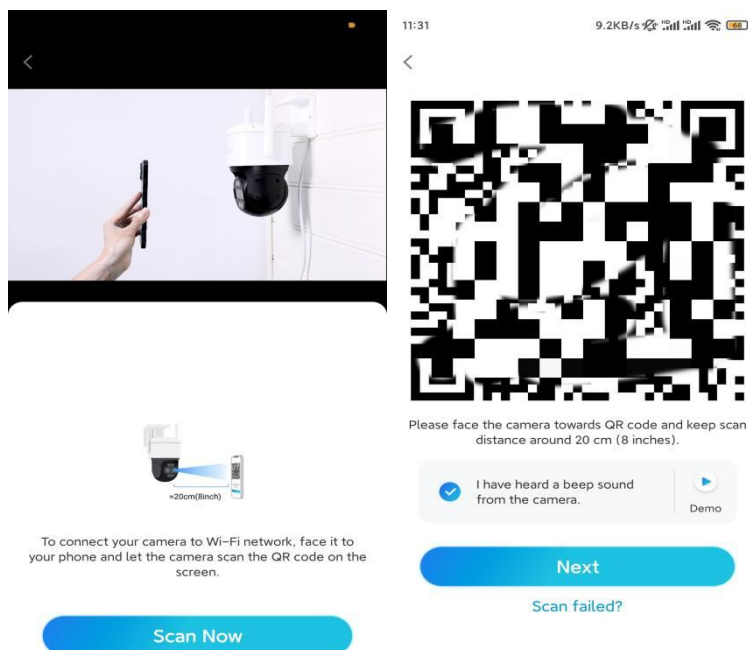 ≈20cm(8inch)
To connect your camera to Wi-Fi network, face it to
your phone and let the camera scan the QR code on the
screen.
Scan Now
11:31
9.2KB/s HD HD 68
Please face the camera towards QR code and keep scan
distance around 20 cm (8 inches).
I have heard a beep sound
from the camera.
Demo
Next
Scan failed?